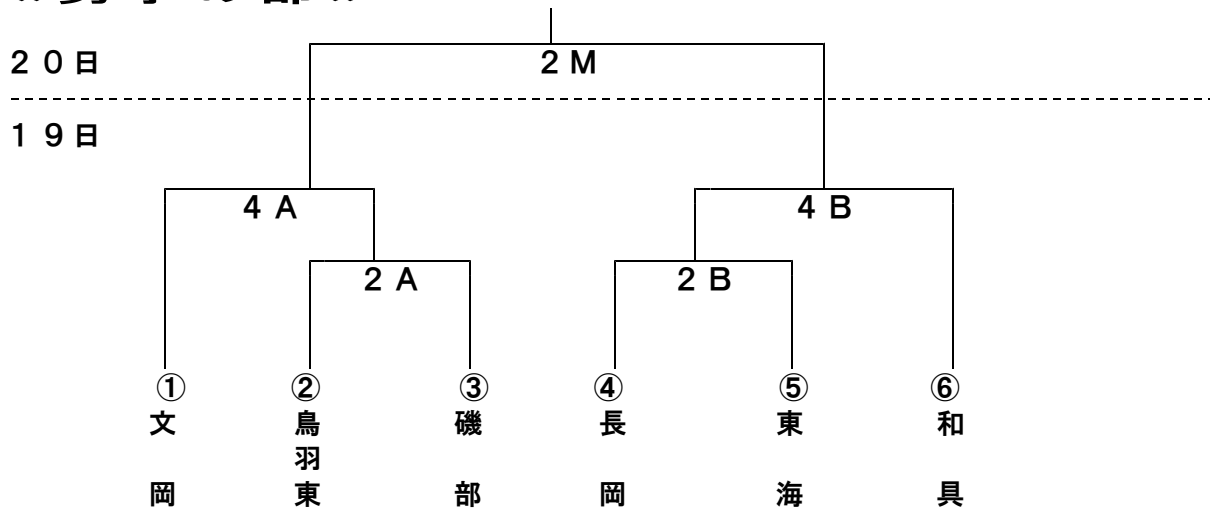 ２０日
２Ｍ
１９日
４Ａ
４Ｂ
２Ａ
２Ｂ
①
②
③
④
⑤
⑥
文岡
鳥羽東
磯部
長岡
東海
和具